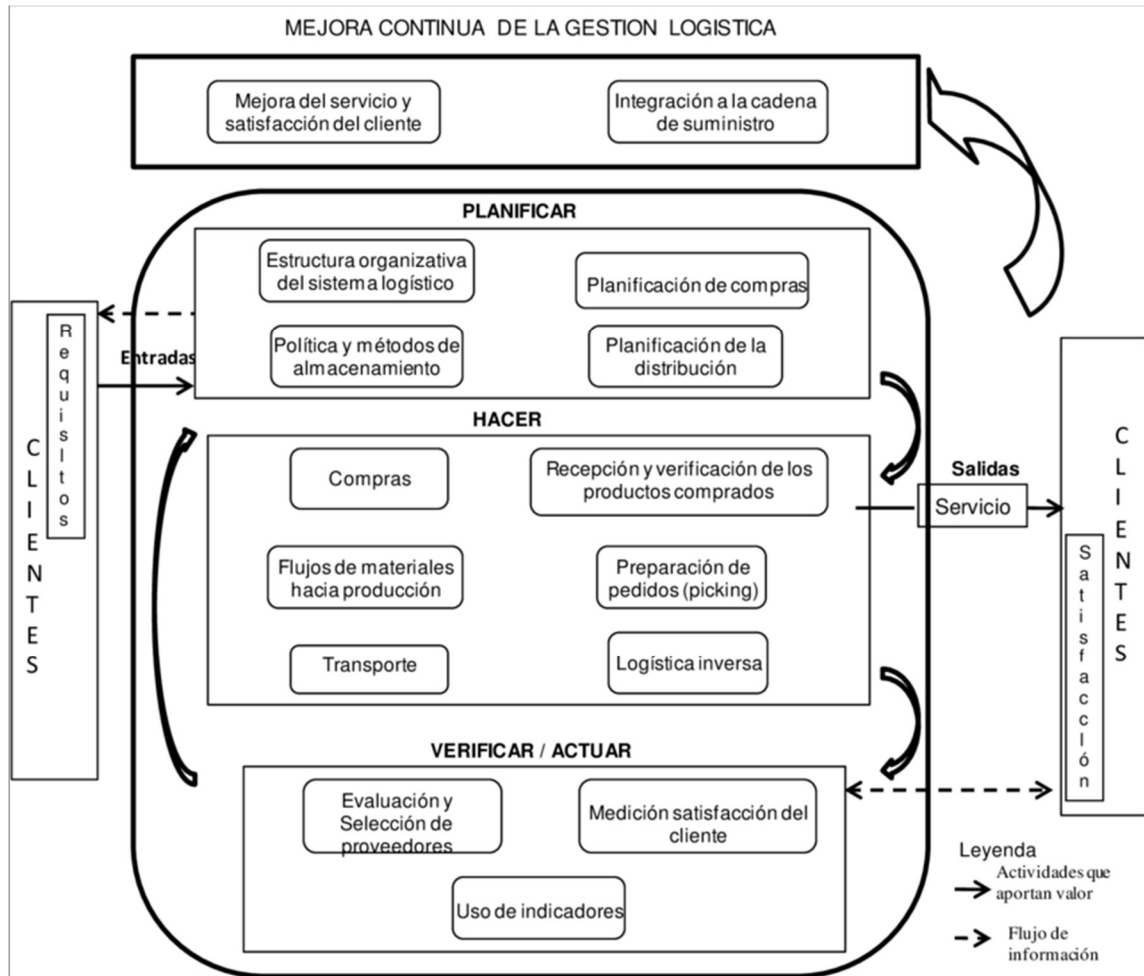 MEJORA CONTINUA DE LA GESTION LOGISTICA
Mejora del servicio y
satisfacción del cliente
Integración a la cadena
de suministro
PLANIFICAR
Estructura organizativa
del sistema logístico
Planificación de compras
Política y métodos de
almacenamiento
Planificación de la
distribución
CLIENTES
Requisltos
Entradas
HACER
Compras
Recepción y verificación de los
productos comprados
Flujos de materiales
hacia producción
Preparación de
pedidos (picking)
Transporte
Logística inversa
Salidas
Servicio
CLIENTES
Satisfacclón
VERIFICAR / ACTUAR
Evaluación y
Selección de
proveedores
Medición satisfacción del
cliente
Uso de indicadores
Leyenda
Actividades que
aportan valor
Flujo de
información